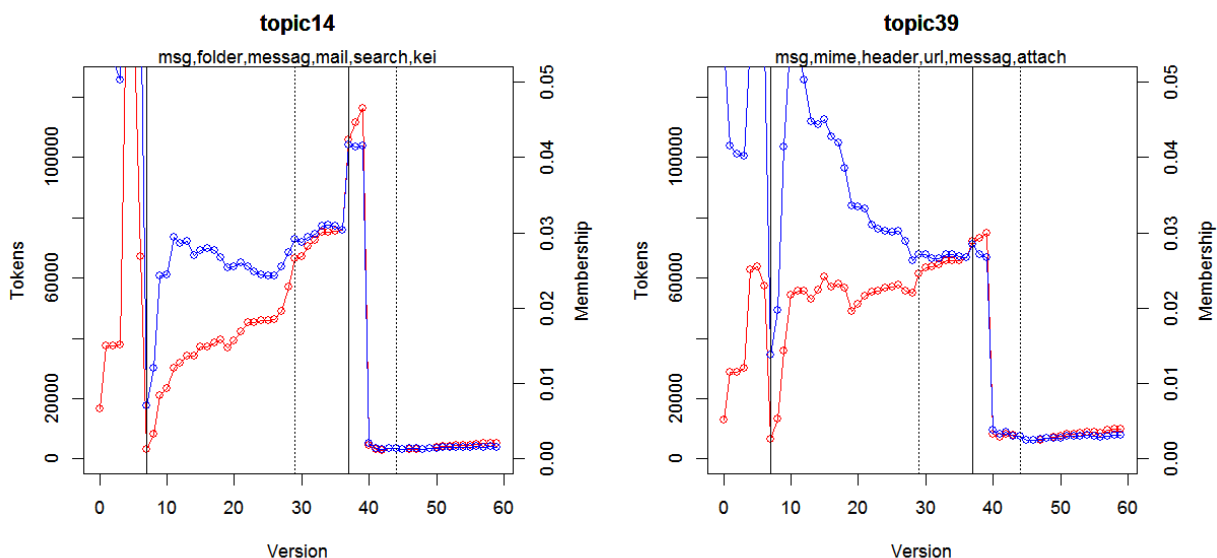 topic14
msg,folder,messag,mail,search,kei
Tokens
0 20000 60000 100000
0.00 0.01 0.02 0.03 0.04 0.05
Membership
0 10 20 30 40 50 60
Version
topic39
msg,mime,header,url,messag,attach
Tokens
0 20000 60000 100000
0.00 0.01 0.02 0.03 0.04 0.05
Membership
0 10 20 30 40 50 60
Version